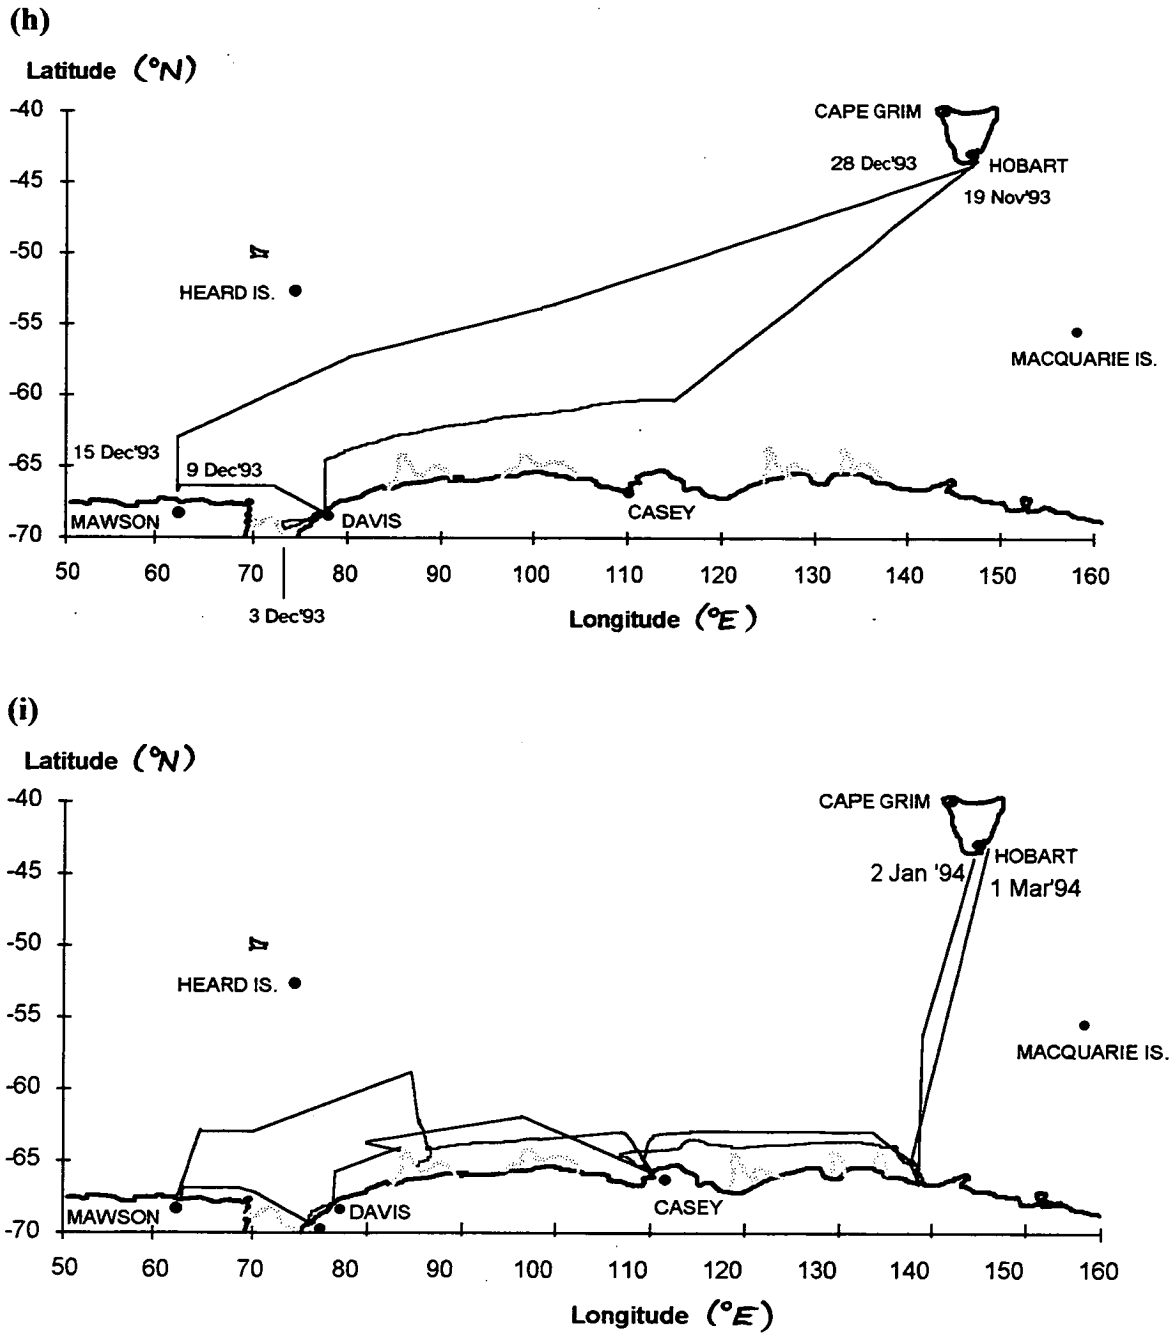 (h)
Latitude (°N)
-40
CAPE GRIM
28 Dec'93
HOBART
-45
19 Nov'93
-50
HEARD IS.
-55
MACQUARIE IS.
-60
15 Dec'93
9 Dec'93
-65
MAWSON
DAVIS
CASEY
-70
50 60 70 80 90 100 110 120 130 140 150 160
3 Dec'93
Longitude (°E)
(i)
Latitude (°N)
-40
CAPE GRIM
HOBART
2 Jan '94
1 Mar'94
-45
-50
HEARD IS.
-55
MACQUARIE IS.
-60
-65
MAWSON
DAVIS
CASEY
-70
50 60 70 80 90 100 110 120 130 140 150 160
Longitude (°E)